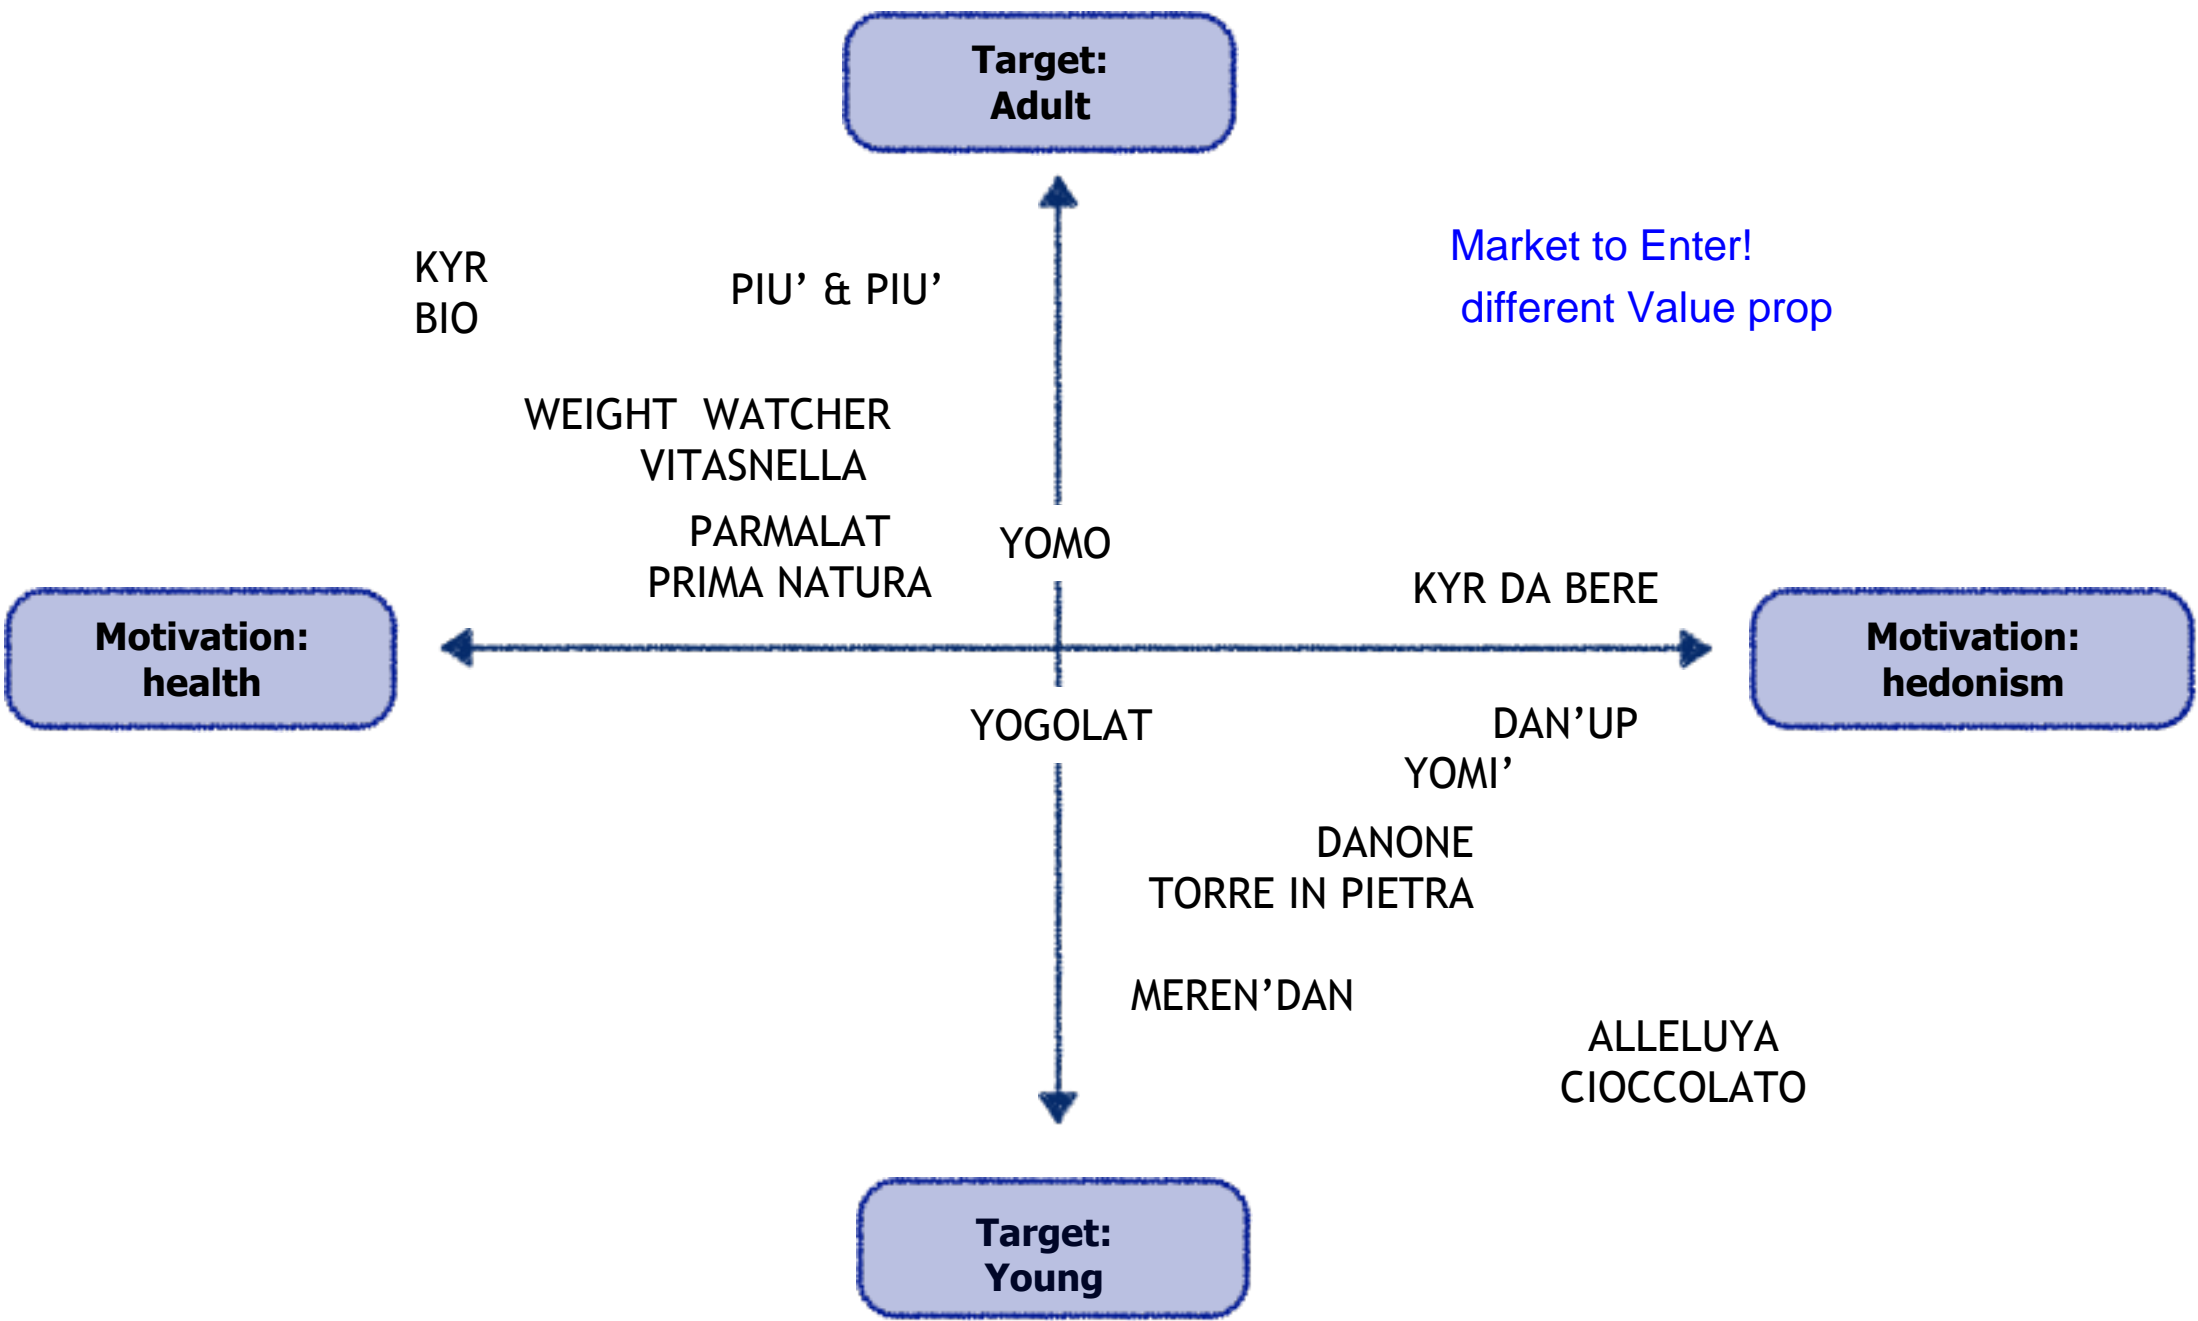 Target:
Adult
Market to Enter!
different Value prop
KYR
BIO
PIU’ & PIU’
WEIGHT WATCHER
VITASNELLA
PARMALAT
PRIMA NATURA
YOMO
KYR DA BERE
Motivation:
health
Motivation:
hedonism
YOGOLAT
DAN’UP
YOMI’
DANONE
TORRE IN PIETRA
MEREN’DAN
ALLELUYA
CIOCCOLATO
Target:
Young